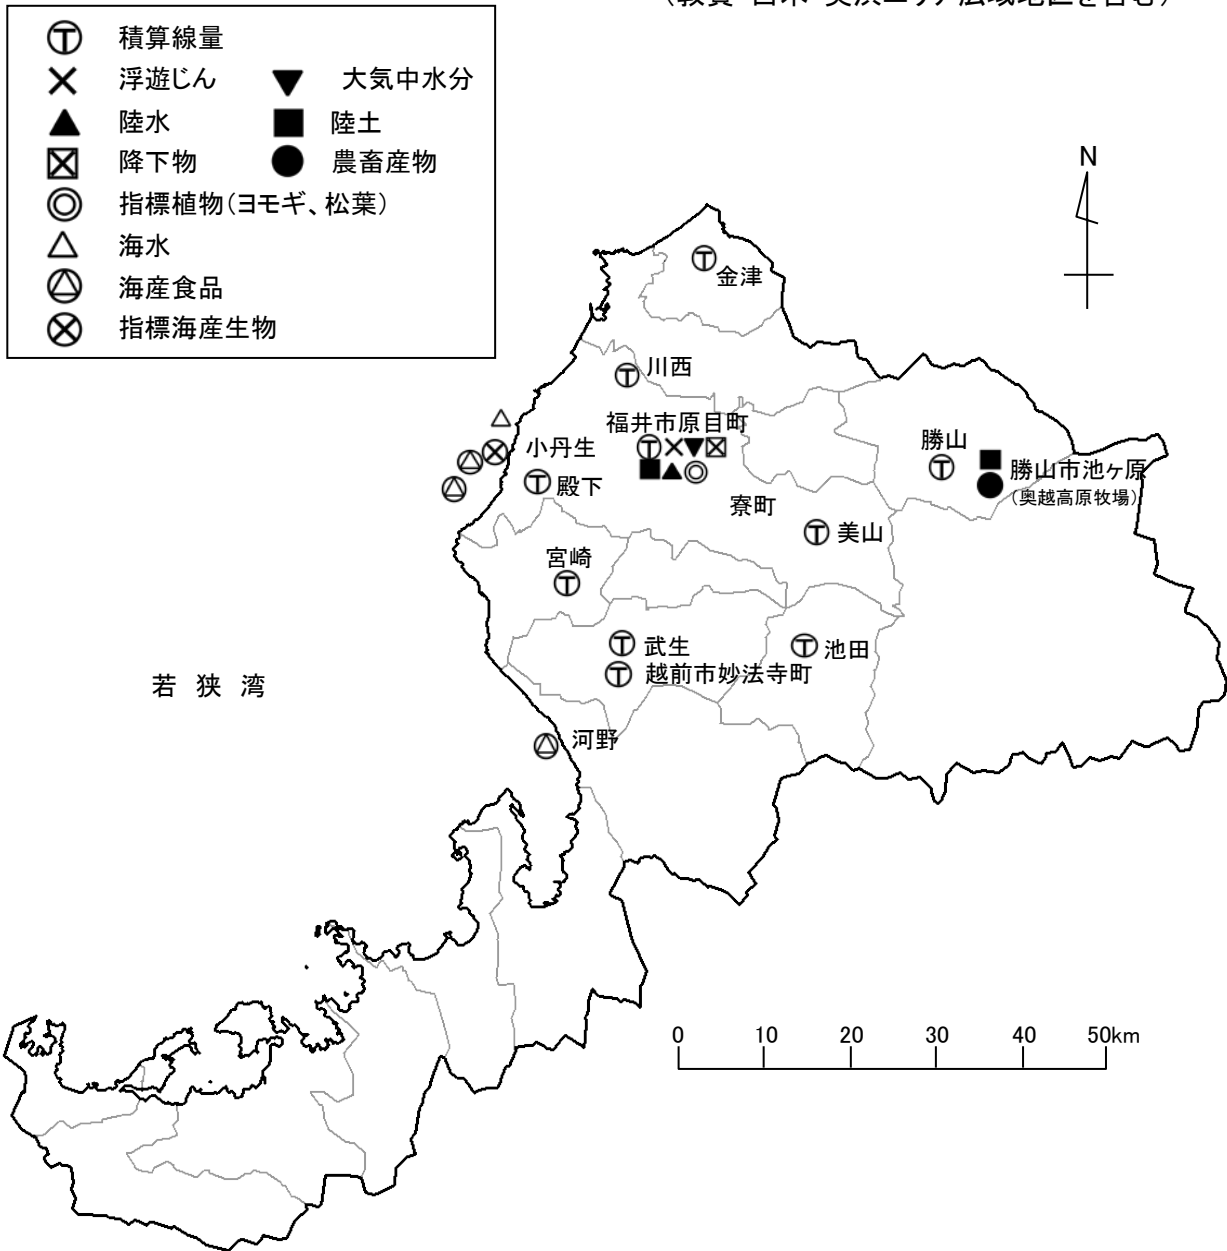 積算線量
浮遊じん 大気中水分
陸水 陸土
降下物 農畜産物
指標植物(ヨモギ、松葉)
海水
海産食品
指標海産生物
N
金津
川西
福井市原目町
小丹生
殿下
勝山
勝山市池ヶ原
(奥越高原牧場)
寮町
美山
宮崎
武生
池田
越前市妙法寺町
若狭湾
河野
0 10 20 30 40 50km